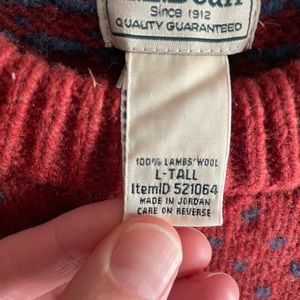 Since 1912
QUALITY GUARANTEED
100% LAMBS' WOOL
L-TALL
ItemID 521064
MADE IN JORDAN
CARE ON REVERSE